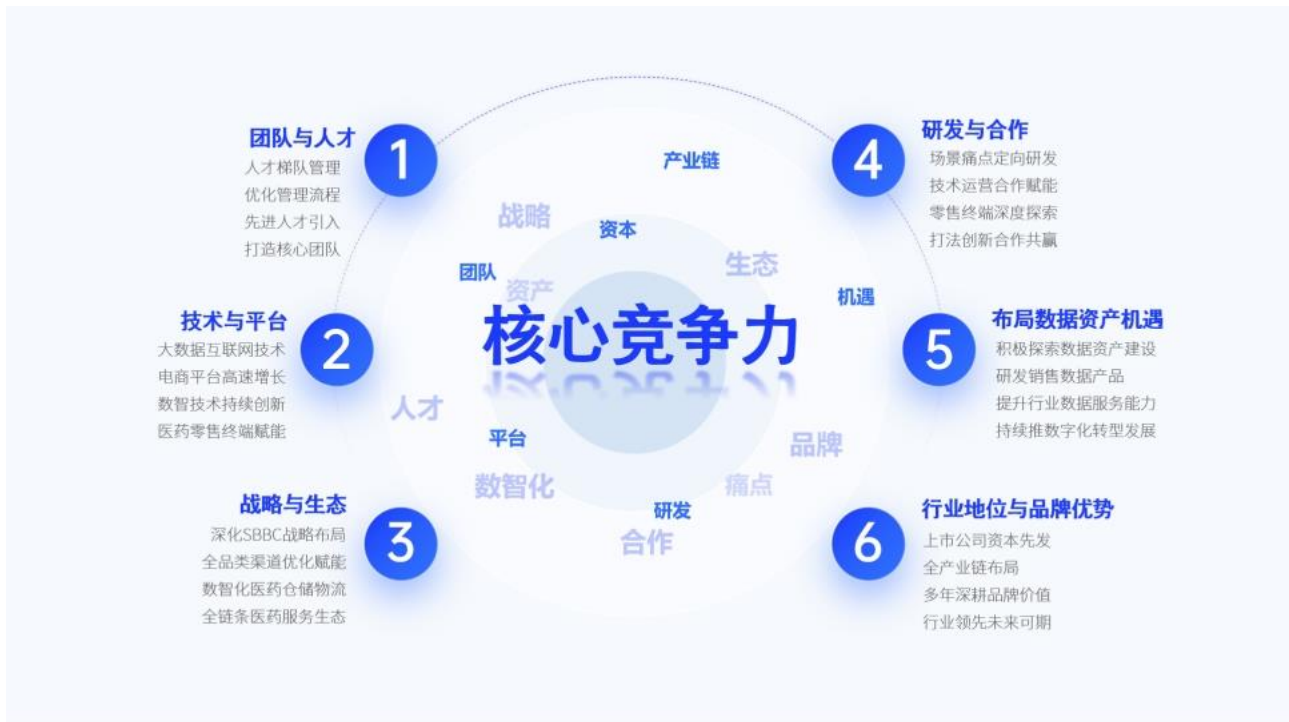 团队与人才
1
人才梯队管理
优化管理流程
先进人才引入
打造核心团队
技术与平台
2
大数据互联网技术
电商平台高速增长
数智技术持续创新
医药零售终端赋能
战略与生态
3
深化SBBC战略布局
全品类渠道优化赋能
数智化医药仓储物流
全链条医药服务生态
产业链
战略
资本
生态
团队
资产
机遇
核心竞争力
人才
平台
品牌
数智化
痛点
研发
合作
4
研发与合作
场景痛点定向研发
技术运营合作赋能
零售终端深度探索
打法创新合作共赢
5
布局数据资产机遇
积极探索数据资产建设
研发销售数据产品
提升行业数据服务能力
持续推数字化转型发展
6
行业地位与品牌优势
上市公司资本先发
全产业链布局
多年深耕品牌价值
行业领先未来可期